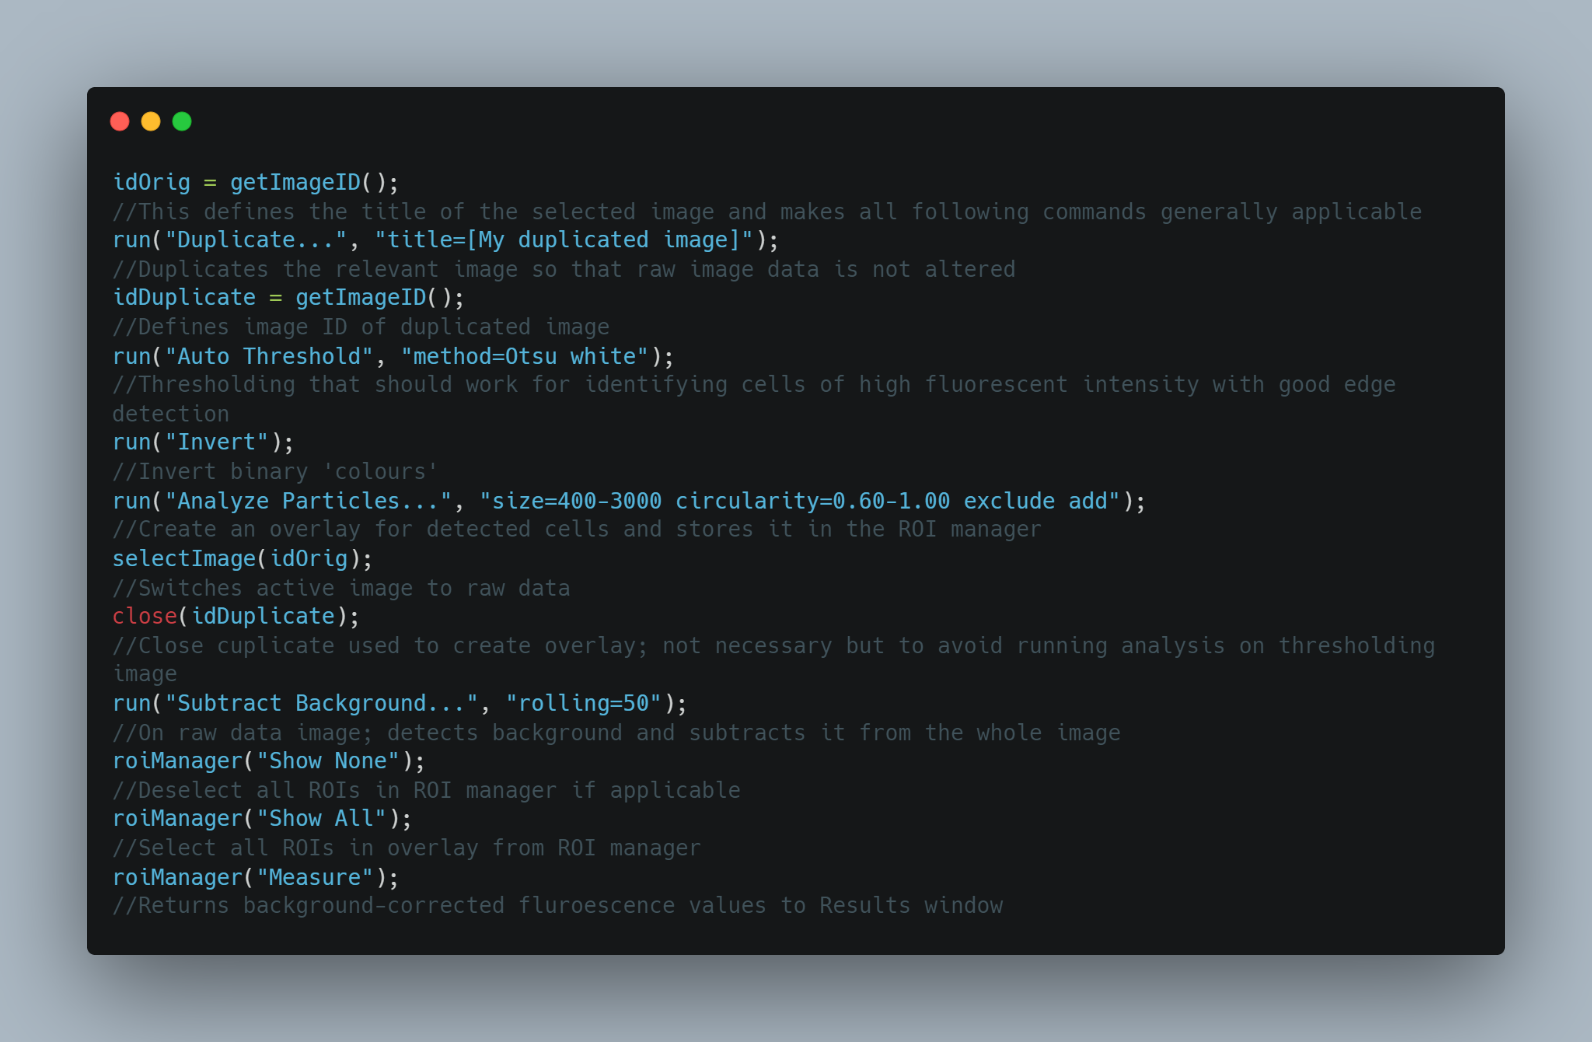 idOrig = getImageID();
//This defines the title of the selected image and makes all following commands generally applicable
run("Duplicate...", "title=[My duplicated image]");
//Duplicates the relevant image so that raw image data is not altered
idDuplicate = getImageID();
//Defines image ID of duplicated image
run("Auto Threshold", "method=Otsu white");
//Thresholding that should work for identifying cells of high fluorescent intensity with good edge
detection
run("Invert");
//Invert binary 'colours'
run("Analyze Particles...", "size=400-3000 circularity=0.60-1.00 exclude add");
//Create an overlay for detected cells and stores it in the ROI manager
selectImage(idOrig);
//Switches active image to raw data
close(idDuplicate);
//Close cuplicate used to create overlay; not necessary but to avoid running analysis on thresholding
image
run("Subtract Background...", "rolling=50");
//On raw data image; detects background and subtracts it from the whole image
roiManager("Show None");
//Deselect all ROIs in ROI manager if applicable
roiManager("Show All");
//Select all ROIs in overlay from ROI manager
roiManager("Measure");
//Returns background-corrected fluroescence values to Results window